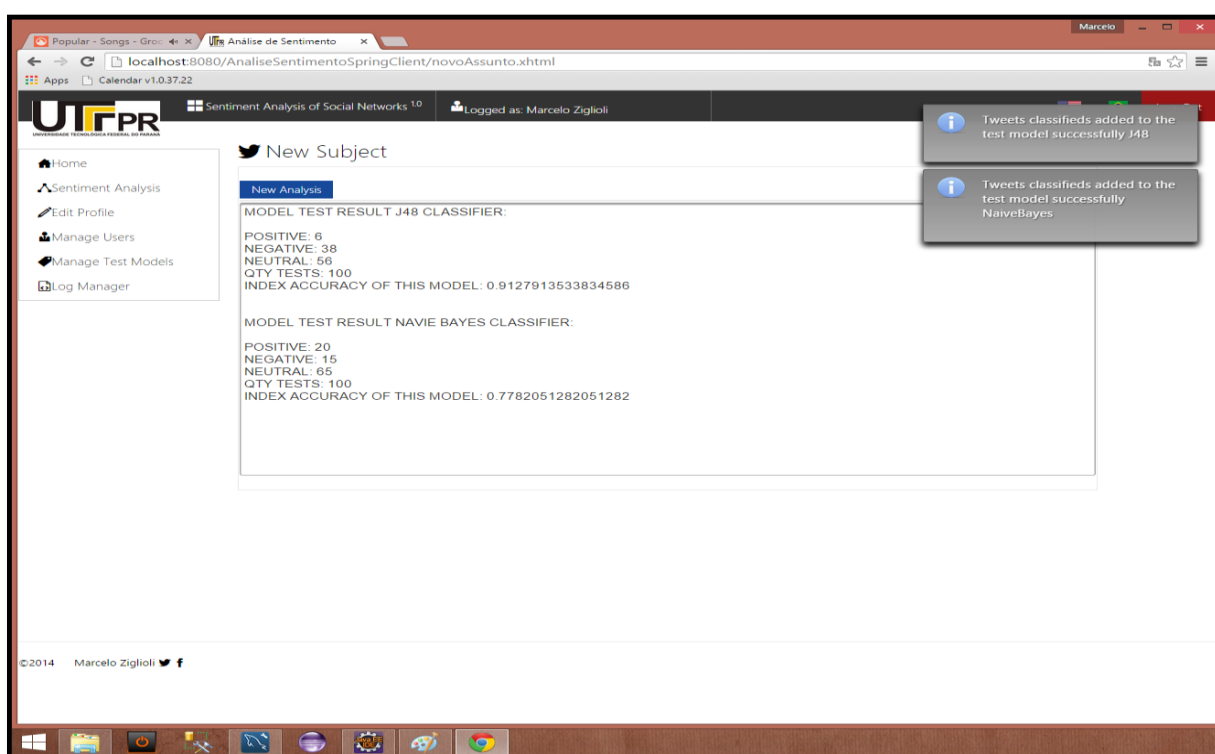 Marcelo
Popular - Songs - Groo
UTFPR Análise de Sentimento
localhost:8080/AnaliseSentimentoSpringClient/novoAssunto.xhtml
Apps Calendar v1.0.37.22
UTFPR
UNIVERSIDADE TECNOLÓGICA FEDERAL DO PARANÁ
Sentiment Analysis of Social Networks 1.0
Logged as: Marcelo Ziglioli
Tweets classifieds added to the
test model successfully J48
Tweets classifieds added to the
test model successfully
NaiveBayes
Home
Sentiment Analysis
Edit Profile
Manage Users
Manage Test Models
Log Manager
New Subject
New Analysis
MODEL TEST RESULT J48 CLASSIFIER:
POSITIVE: 6
NEGATIVE: 38
NEUTRAL: 56
QTY TESTS: 100
INDEX ACCURACY OF THIS MODEL: 0.9127913533834586
MODEL TEST RESULT NAVIE BAYES CLASSIFIER:
POSITIVE: 20
NEGATIVE: 15
NEUTRAL: 65
QTY TESTS: 100
INDEX ACCURACY OF THIS MODEL: 0.7782051282051282
©2014 Marcelo Ziglioli